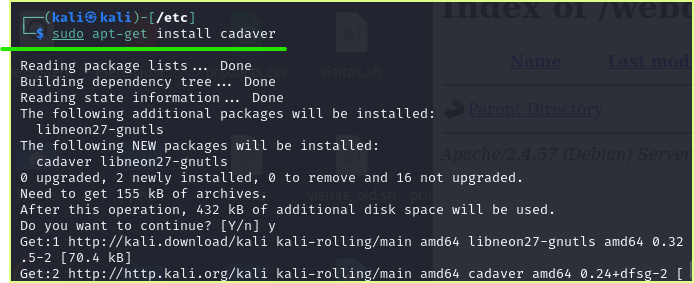 Index of /webd
(kali㉿kali)-[/etc]
$ sudo apt-get install cadaver
visitas.sh
Name Last mod
Reading package lists... Done
Building dependency tree... Done
Reading state information... Done
The following additional packages will be installed:
libneon27-gnutls
Parent Directory
The following NEW packages will be installed:
cadaver libneon27-gnutls
Apache/2.4.57 (Debian) Server
0 upgraded, 2 newly installed, 0 to remove and 16 not upgraded.
Need to get 155 kB of archives.
visitas_old.sh
After this operation, 432 kB of additional disk space will be used.
Do you want to continue? [Y/n] y
Get:1 http://kali.download/kali kali-rolling/main amd64 libneon27-gnutls amd64 0.32
.5-2 [70.4 kB]
Get:2 http://http.kali.org/kali kali-rolling/main amd64 cadaver amd64 0.24+dfsg-2 [